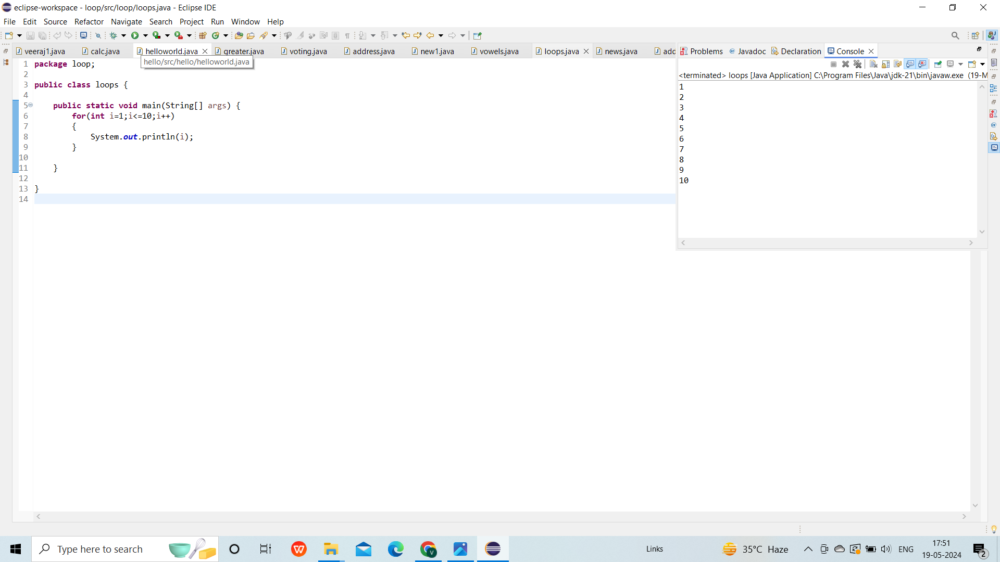 eclipse-workspace - loop/src/loop/loops.java - Eclipse IDE
File Edit Source Refactor Navigate Search Project Run Window Help
veeraj1.java calc.java helloworld.java greater.java voting.java address.java new1.java vowels.java loops.java news.java add
hello/src/hello/helloworld.java
1 package loop;
2
3 public class loops {
4
5 public static void main(String[] args) {
6 for(int i=1;i<=10;i++)
7 {
8 System.out.println(i);
9 }
10
11 }
12
13 }
14
Problems Javadoc Declaration Console
<terminated> loops [Java Application] C:\Program Files\Java\jdk-21\bin\javaw.exe (19-M
1
2
3
4
5
6
7
8
9
10
Type here to search
Links
35°C Haze
ENG
17:51
19-05-2024
2